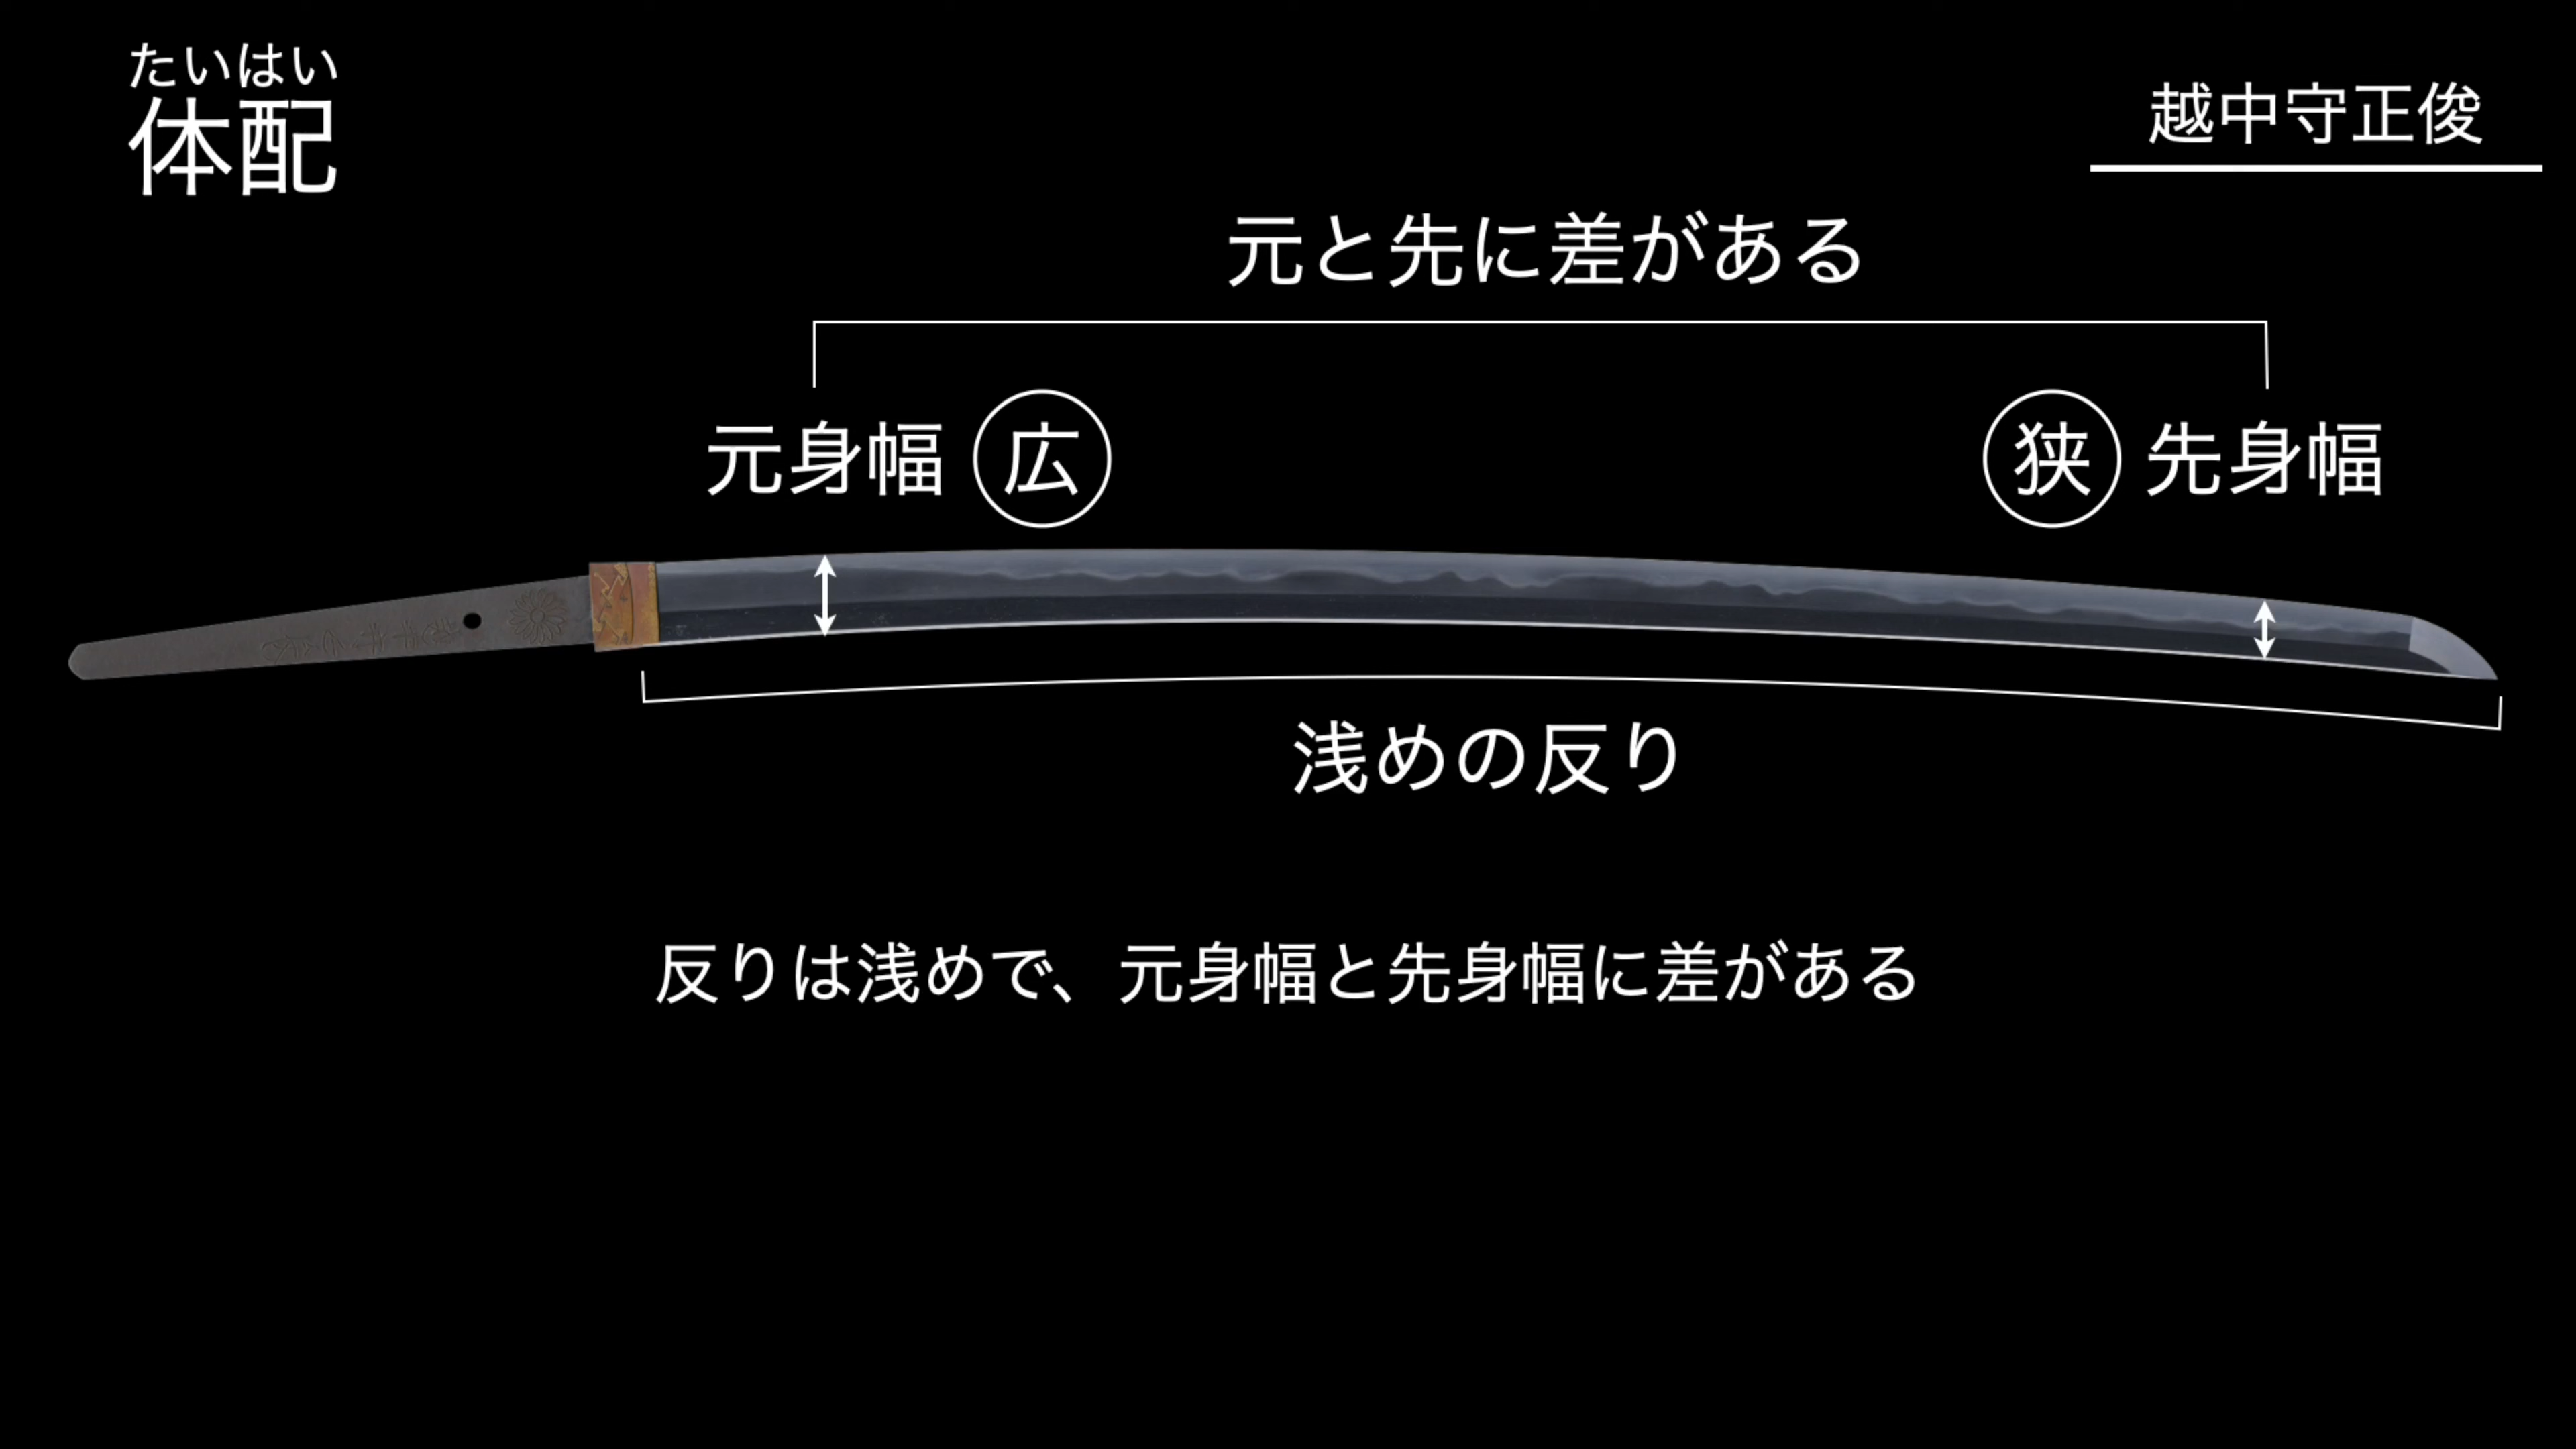 たいはい
体配
越中守正俊
元と先に差がある
元身幅 広
狭 先身幅
浅めの反り
反りは浅めで、元身幅と先身幅に差がある